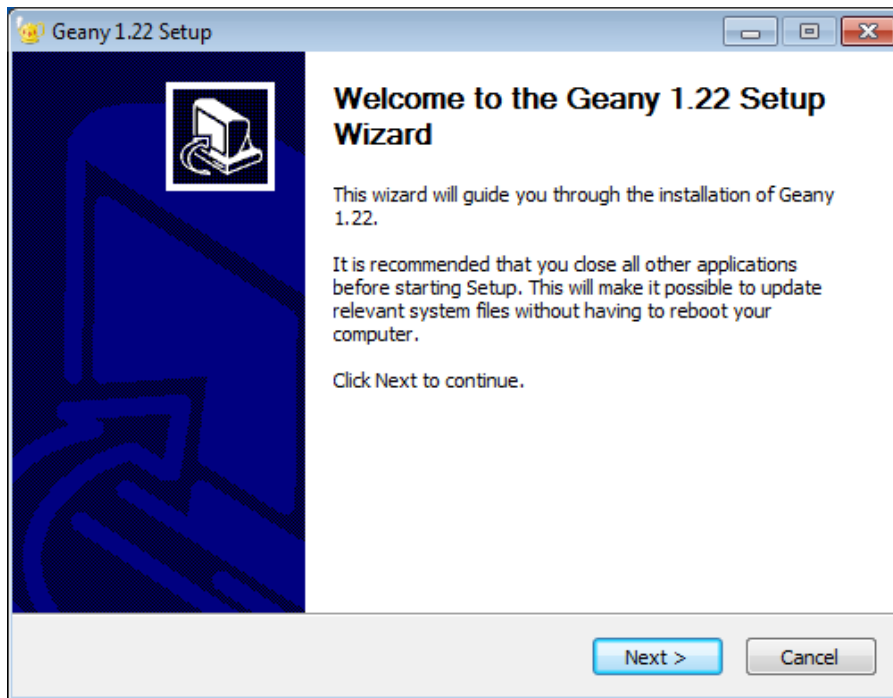 Geany 1.22 Setup
Welcome to the Geany 1.22 Setup
Wizard
This wizard will guide you through the installation of Geany
1.22.
It is recommended that you close all other applications
before starting Setup. This will make it possible to update
relevant system files without having to reboot your
computer.
Click Next to continue.
Next >
Cancel